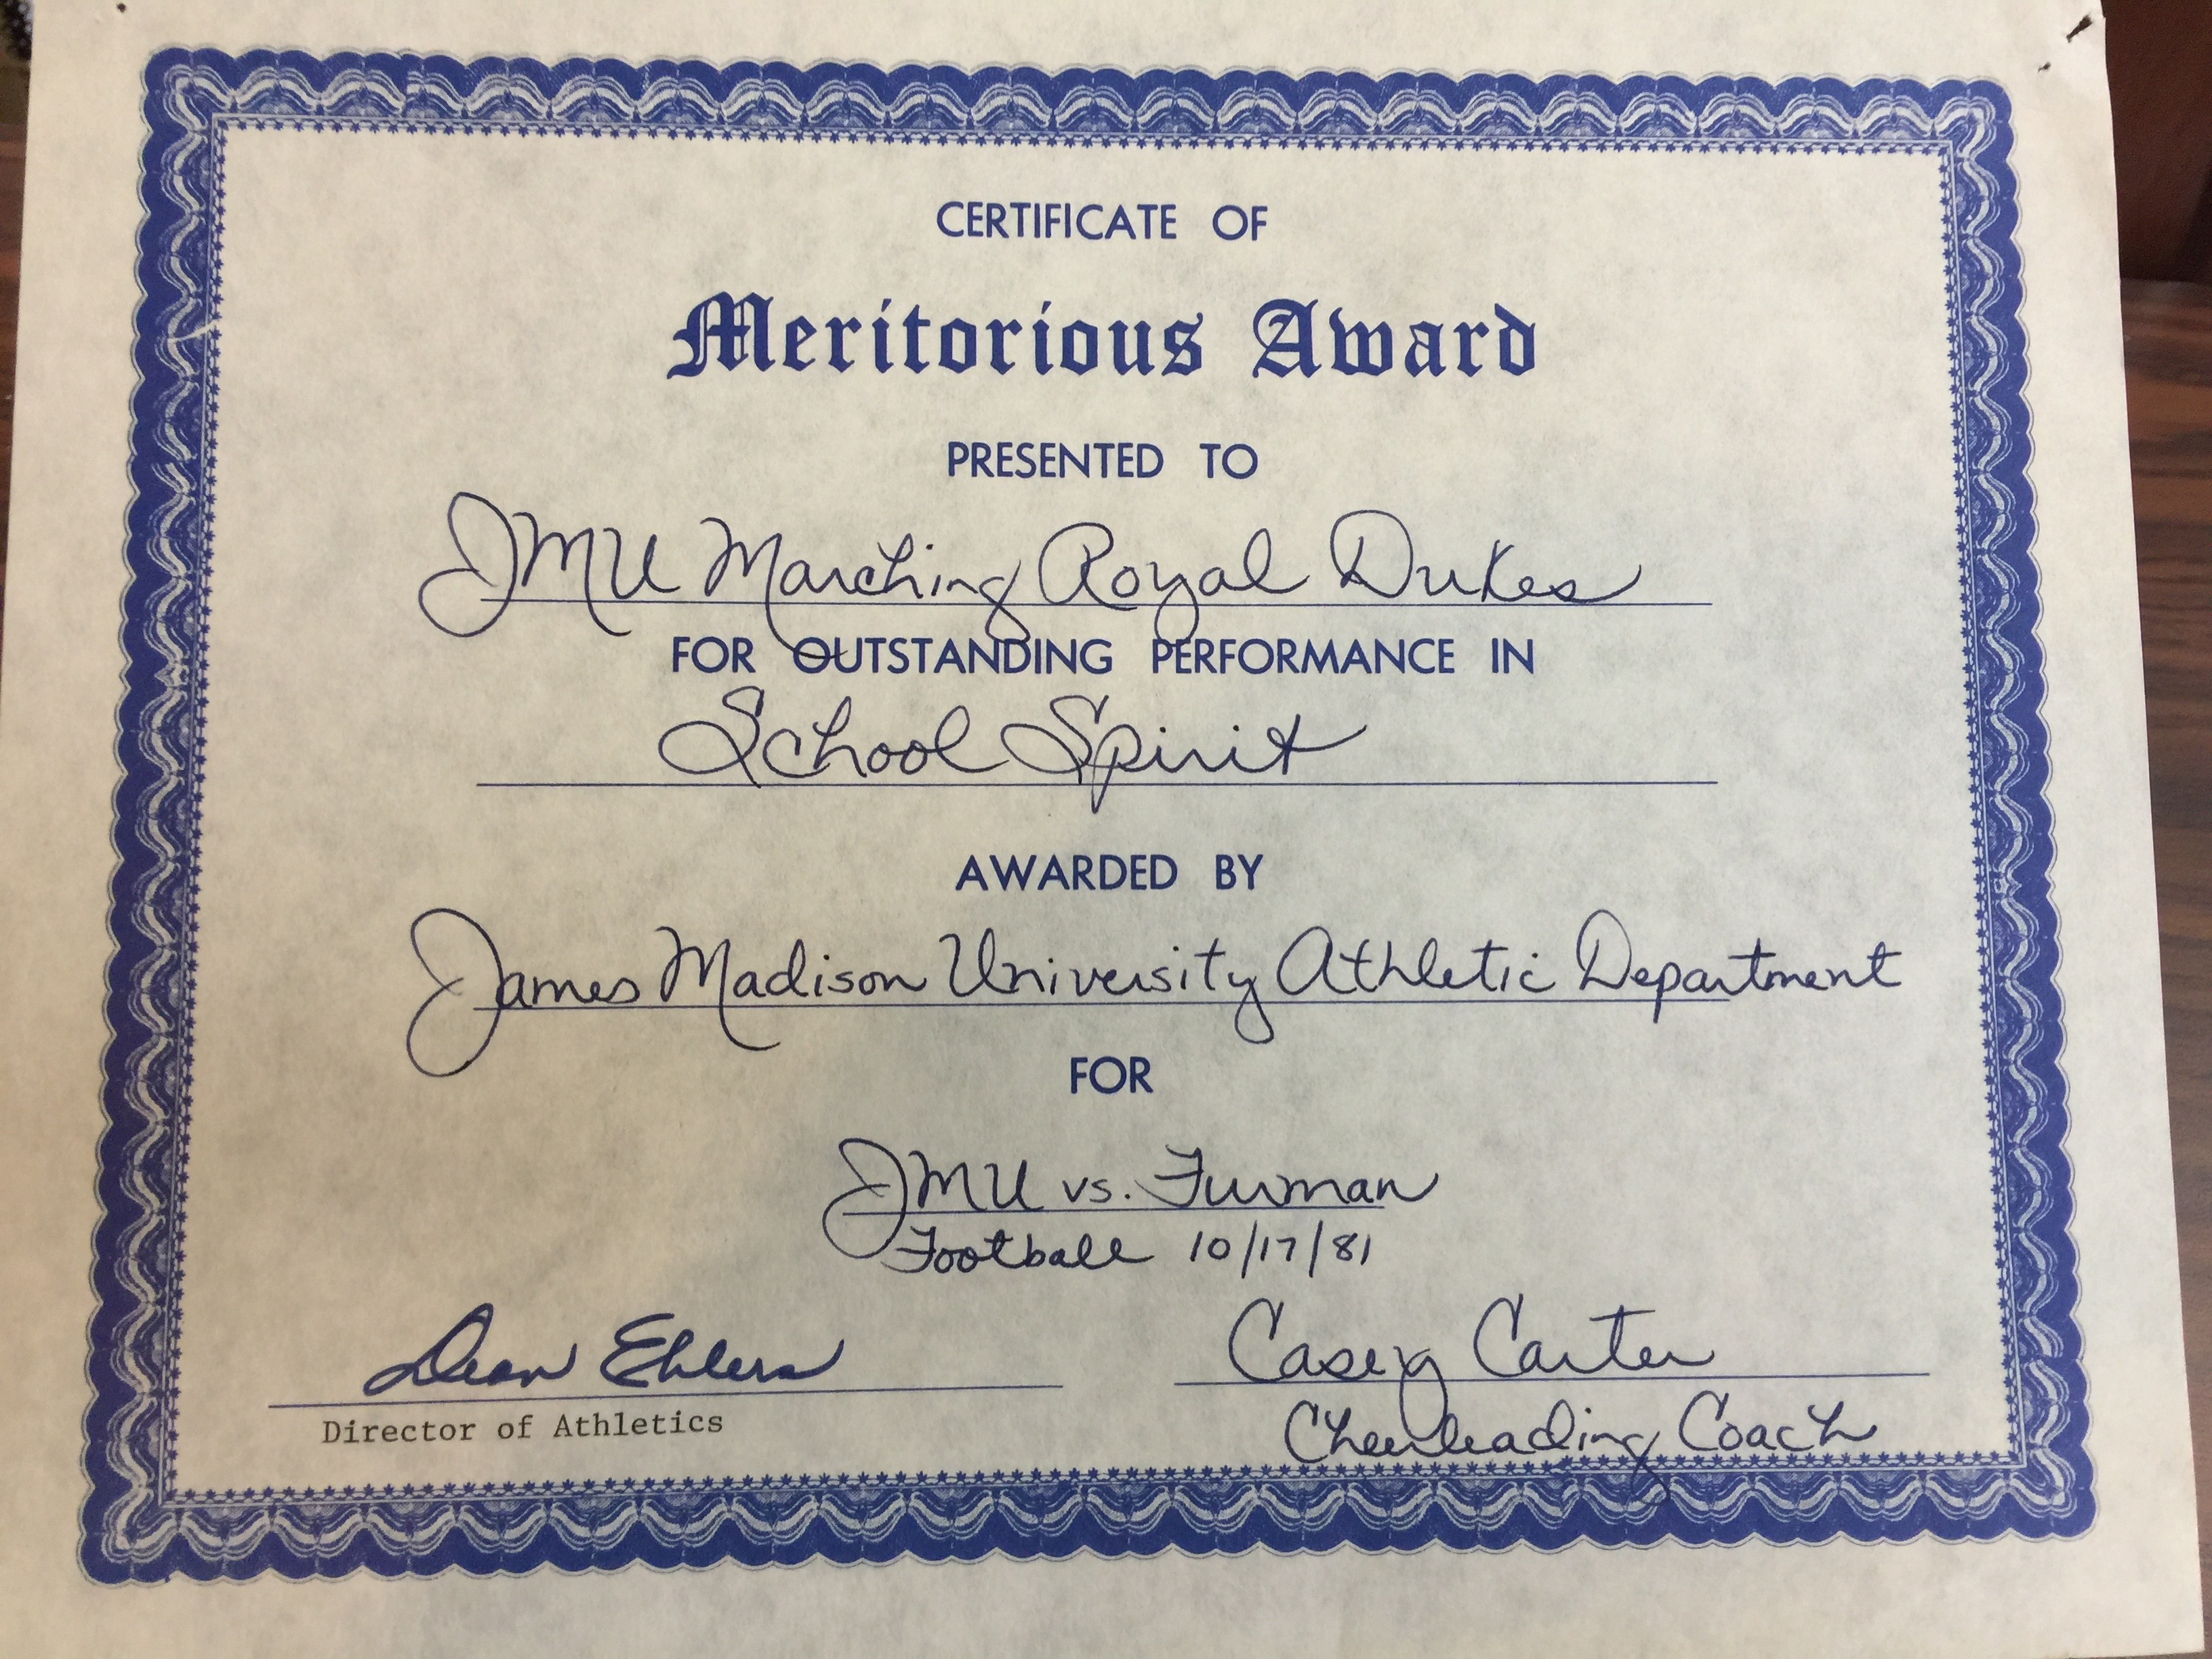 CERTIFICATE OF
Meritorious Award
PRESENTED TO
JMU Marching Royal Dukes
FOR OUTSTANDING PERFORMANCE IN
School Spirit
AWARDED BY
James Madison University Athletic Department
FOR
JMU vs. Furman
Football 10/17/81
Dean Ehlers
Director of Athletics
Casey Carter
Cheerleading Coach